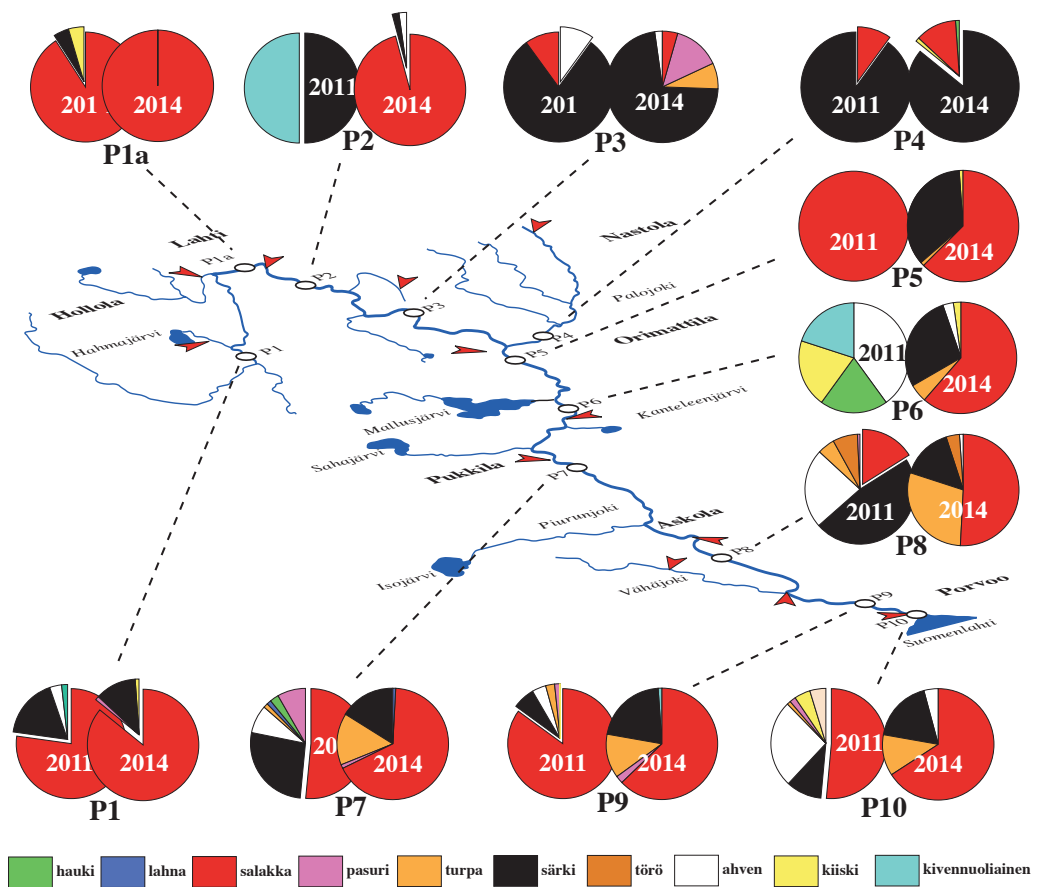 201 2014
P1a
2011 2014
P2
201 2014
P3
2011 2014
P4
2011 2014
P5
2011 2014
P6
2011 2014
P8
Lahti
Nastola
P1a
P2
Palojoki
Hollola
P3
Orimattila
Hahmajärvi
P4
P1
P5
P6
Mallusjärvi
Kanteleenjärvi
Sahajärvi
Pukkila
P7
Piurunjoki
Askola
P8
Isojärvi
Vähäjoki
P9
Porvoo
P10
Suomenlahti
2011 2014
P1
20 2014
P7
2011 2014
P9
2011 2014
P10
hauki lahna salakka pasuri turpa särki törö ahven kiiski kivennuoliainen